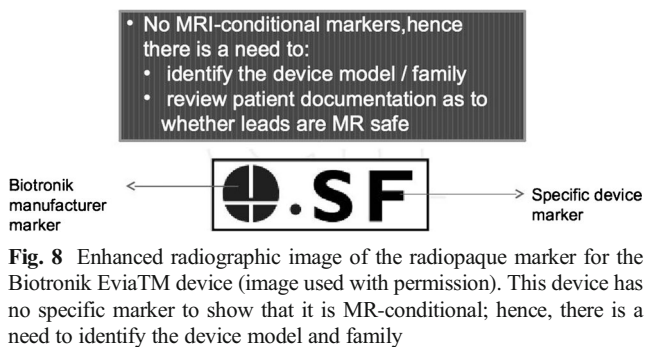 • No MRI-conditional markers,hence
there is a need to:
• identify the device model / family
• review patient documentation as to
whether leads are MR safe
Biotronik
manufacturer
marker
.SF
Specific device
marker
Fig. 8 Enhanced radiographic image of the radiopaque marker for the
Biotronik EviaTM device (image used with permission). This device has
no specific marker to show that it is MR-conditional; hence, there is a
need to identify the device model and family